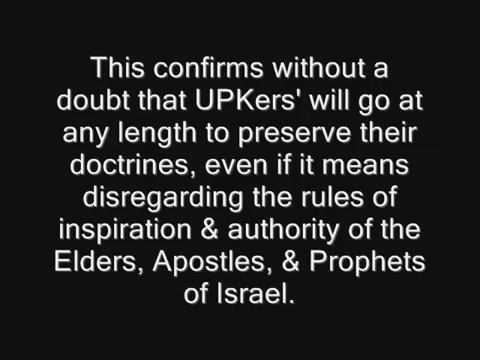 This confirms without a
doubt that UPKers' will go at
any length to preserve their
doctrines, even if it means
disregarding the rules of
inspiration & authority of the
Elders, Apostles, & Prophets
of Israel.